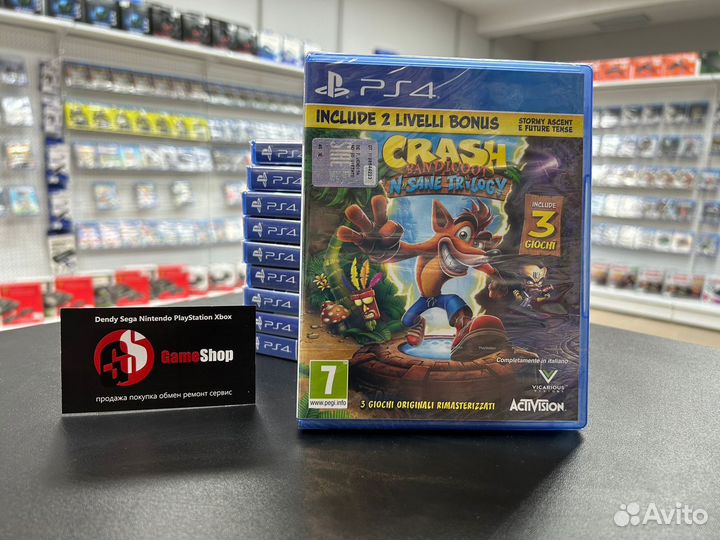 PS4
INCLUDE 2 LIVELLI BONUS
STORMY ASCENT
E FUTURE TENSE
CRASH
BANDICOOT
N. SANE TRILOGY
INCLUDE
3
GIOCHI
PS4
PS4
PS4
PS4
PS4
PS4
PS4
PS4
PS4
Dendy Sega Nintendo PlayStation Xbox
GameShop
продажа покупка обмен ремонт сервис
PlayStation
Completamente in italiano
7
www.pegi.info
3 GIOCHI ORIGINALI RIMASTERIZZATI
VICARIOUS
VISIONS
ACTIVISION
Avito